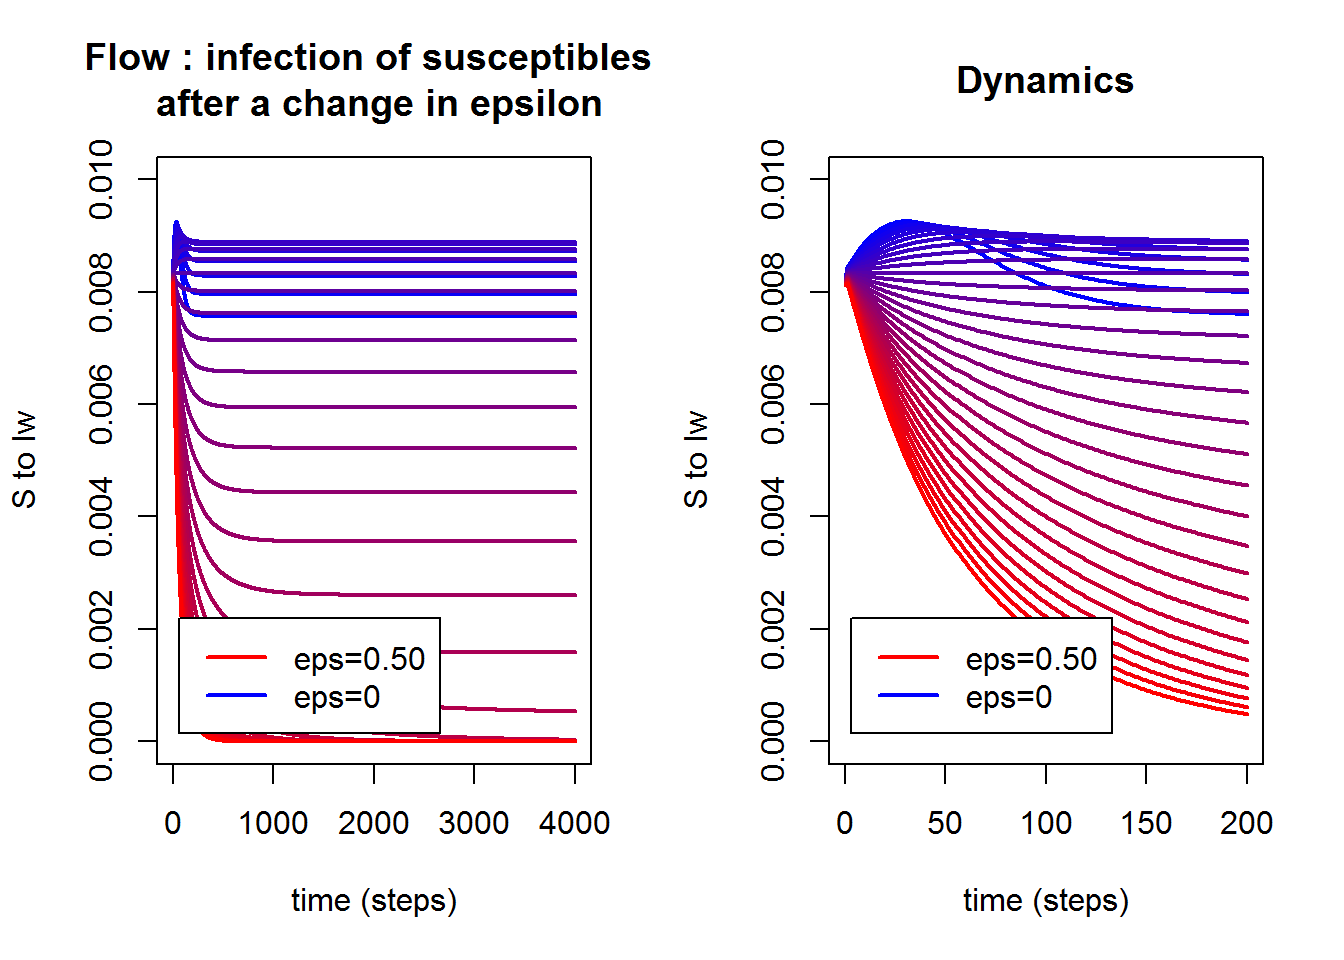 Flow : infection of susceptibles
after a change in epsilon
S to Iw
0.010
0.008
0.006
0.004
0.002
0.000
eps=0.50
eps=0
0 1000 2000 3000 4000
time (steps)
Dynamics
S to Iw
0.010
0.008
0.006
0.004
0.002
0.000
eps=0.50
eps=0
0 50 100 150 200
time (steps)